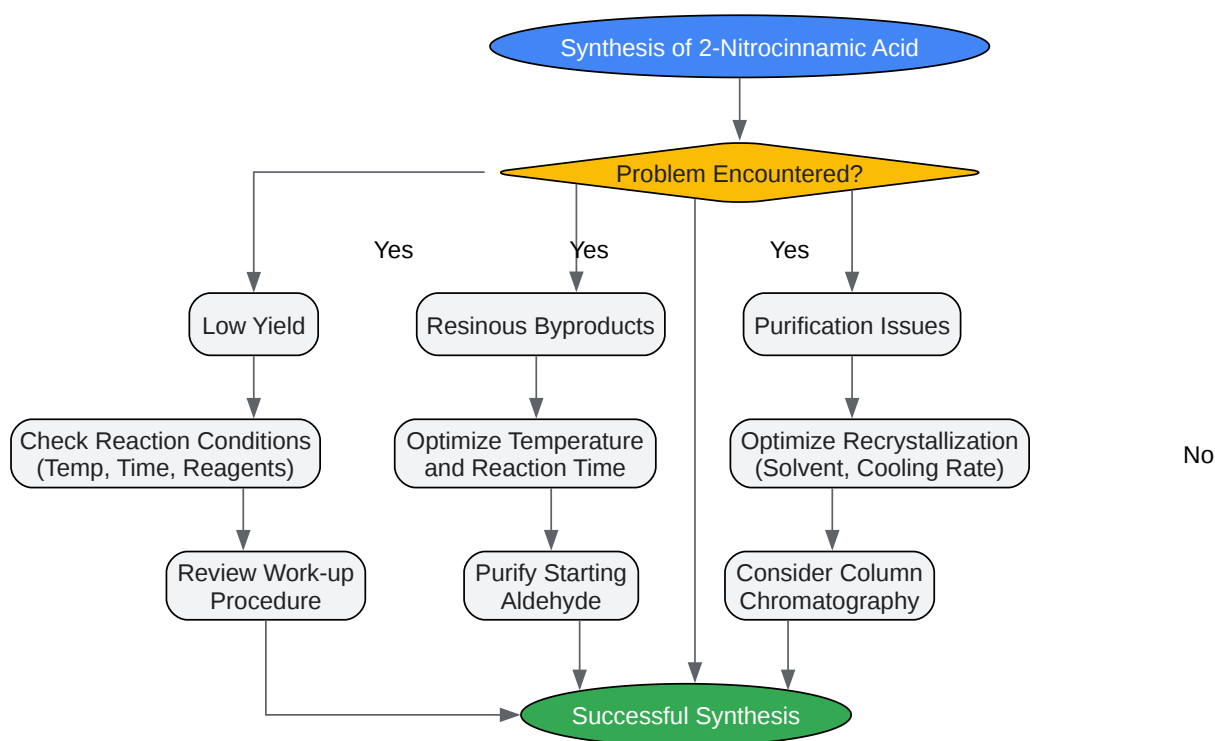 Synthesis of 2-Nitrocinnamic Acid
Problem Encountered?
Yes
Yes
Yes
Low Yield
Resinous Byproducts
Purification Issues
Check Reaction Conditions
(Temp, Time, Reagents)
Optimize Temperature
and Reaction Time
Optimize Recrystallization
(Solvent, Cooling Rate)
No
Review Work-up
Procedure
Purify Starting
Aldehyde
Consider Column
Chromatography
Successful Synthesis